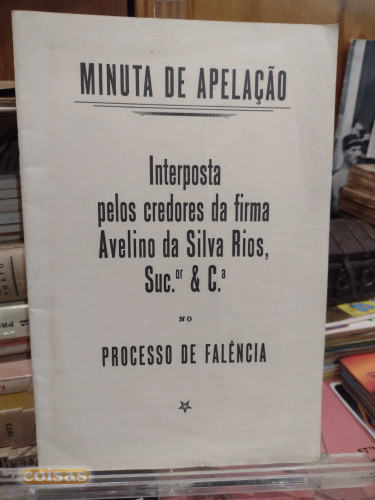 MINUTA DE APELAÇÃO
Interposta
pelos credores da firma
Avelino da Silva Rios,
Suc.or & C.a
NO
PROCESSO DE FALÊNCIA
coisas